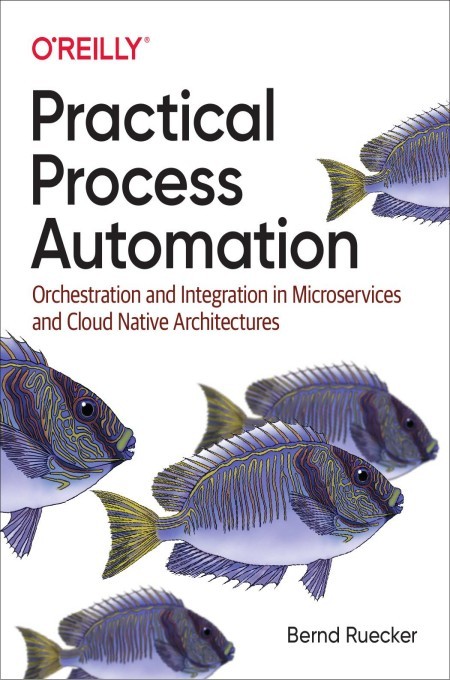 O'REILLY®
Practical
Process
Automation
Orchestration and Integration in Microservices
and Cloud Native Architectures
Bernd Ruecker